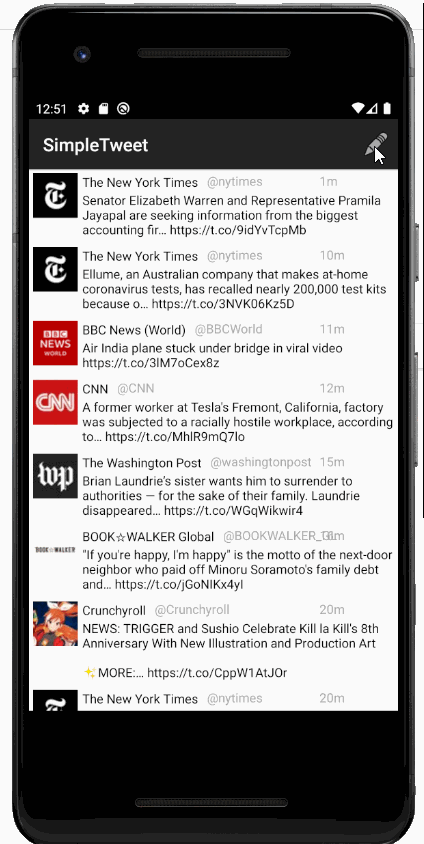 12:51
SimpleTweet
The New York Times @nytimes 1m
Senator Elizabeth Warren and Representative Pramila
Jayapal are seeking information from the biggest
accounting fir… https://t.co/9idYvTcpMb
The New York Times @nytimes 10m
Ellume, an Australian company that makes at-home
coronavirus tests, has recalled nearly 200,000 test kits
because o… https://t.co/3NVK06Kz5D
BBC
NEWS
WORLD
BBC News (World) @BBCWorld 11m
Air India plane stuck under bridge in viral video
https://t.co/3lM7oCex8z
CNN
CNN @CNN 12m
A former worker at Tesla's Fremont, California, factory
was subjected to a racially hostile workplace, according
to… https://t.co/MhlR9mQ7Io
wp
The Washington Post @washingtonpost 15m
Brian Laundrie's sister wants him to surrender to
authorities — for the sake of their family. Laundrie
disappeared… https://t.co/WGqWikwir4
BOOK☆WALKER
BOOK☆WALKER Global @BOOKWALKER_
"If you're happy, I'm happy" is the motto of the next-door
neighbor who paid off Minoru Soramoto's family debt
and… https://t.co/jGoNIKx4yI
Crunchyroll @Crunchyroll 20m
NEWS: TRIGGER and Sushio Celebrate Kill la Kill's 8th
Anniversary With New Illustration and Production Art
✨MORE:… https://t.co/CppW1AtJOr
The New York Times @nytimes 20m